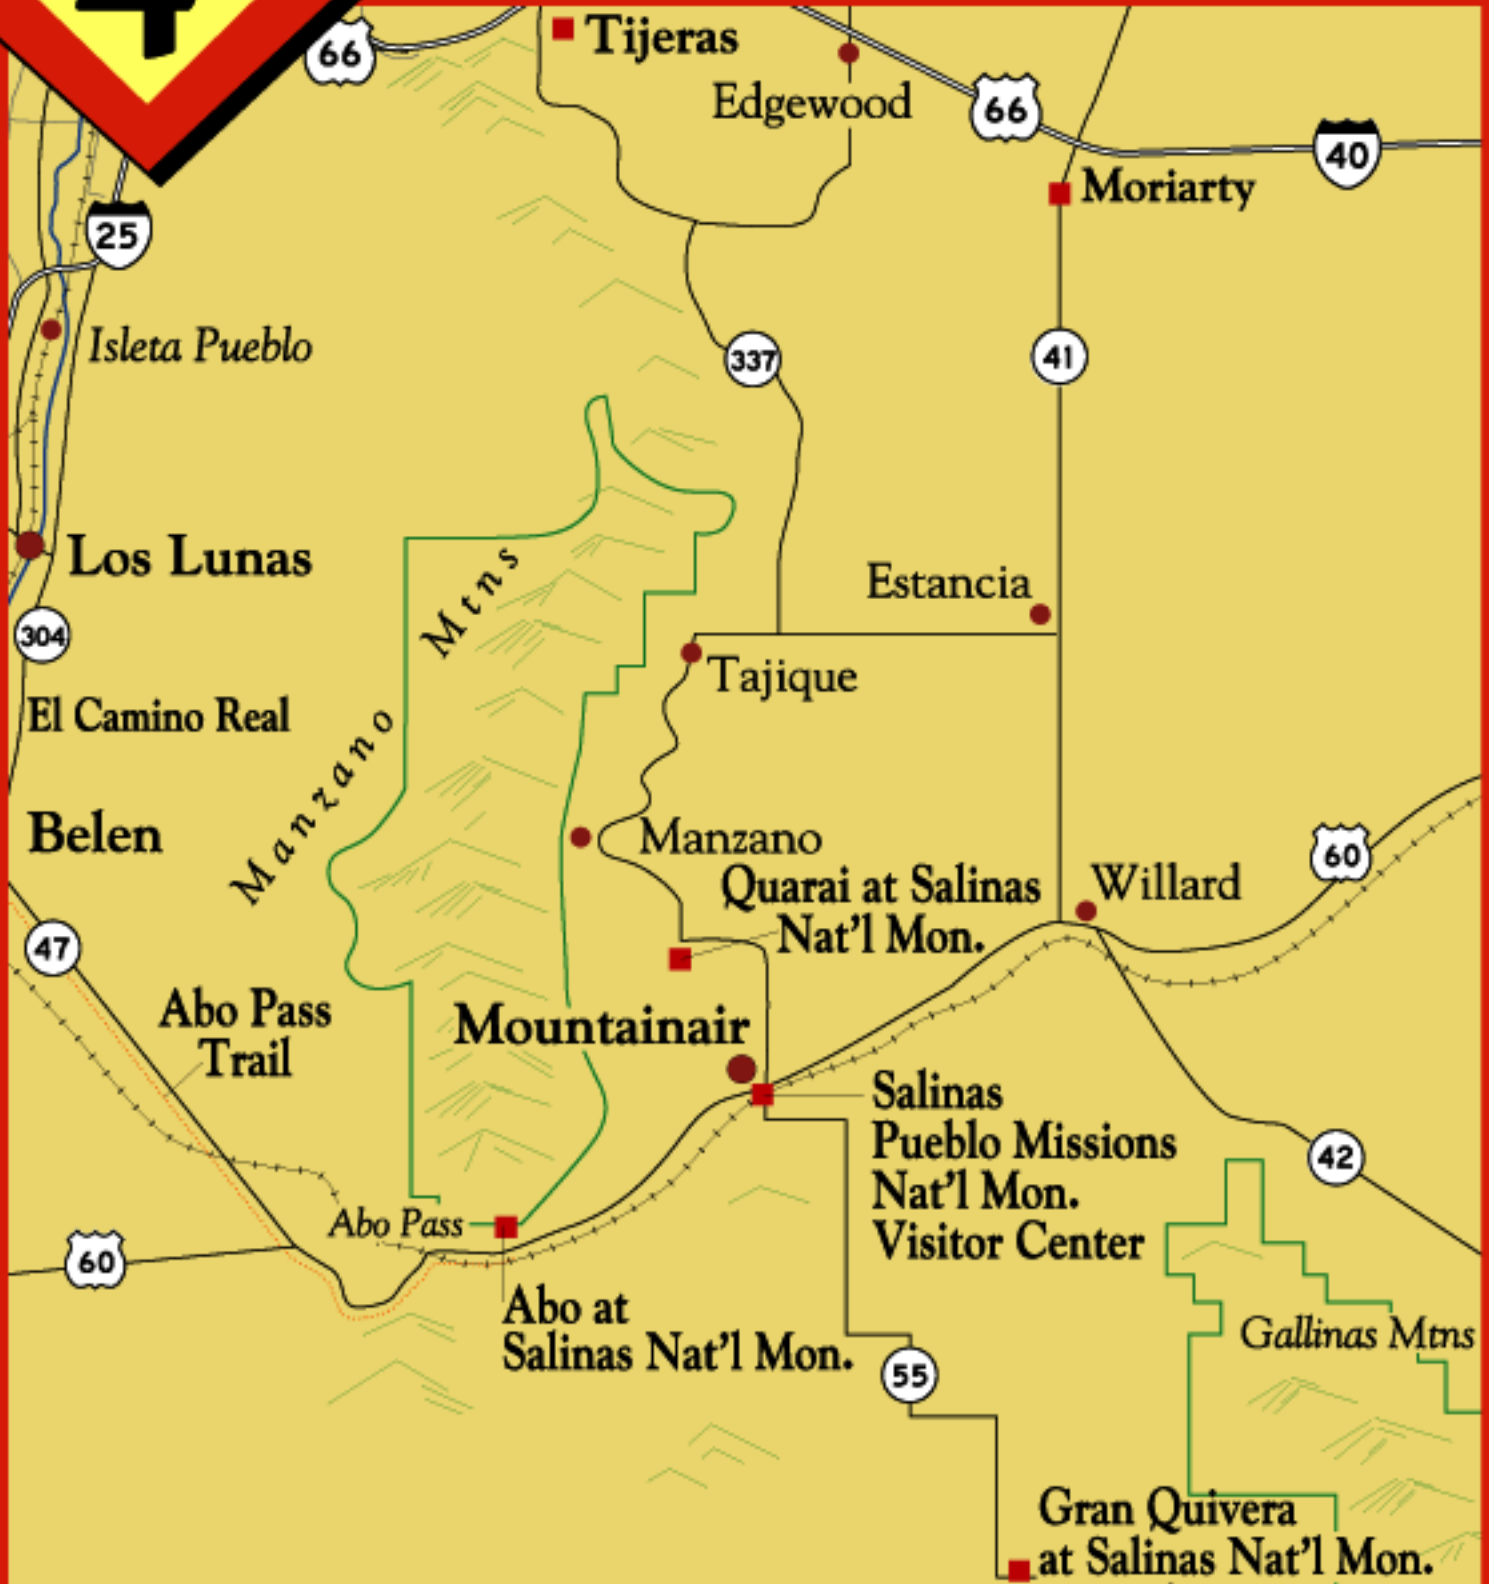 4
66
Tijeras
Edgewood
66
40
Moriarty
25
Isleta Pueblo
337
41
Los Lunas
Mtns
Estancia
304
Tajique
El Camino Real
Manzano
Belen
Manzano
60
Quarai at Salinas
Nat'l Mon.
Willard
47
Abo Pass
Trail
Mountainair
Salinas
Pueblo Missions
Nat'l Mon.
Visitor Center
42
Abo Pass
60
Abo at
Salinas Nat'l Mon.
Gallinas Mtns
55
Gran Quivera
at Salinas Nat'l Mon.